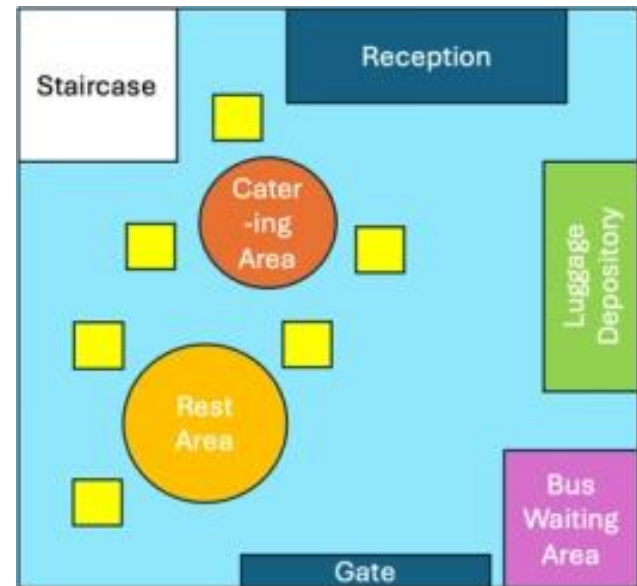 Reception
Staircase
Cater
-ing
Area
Luggage
Depository
Rest
Area
Bus
Waiting
Area
Gate